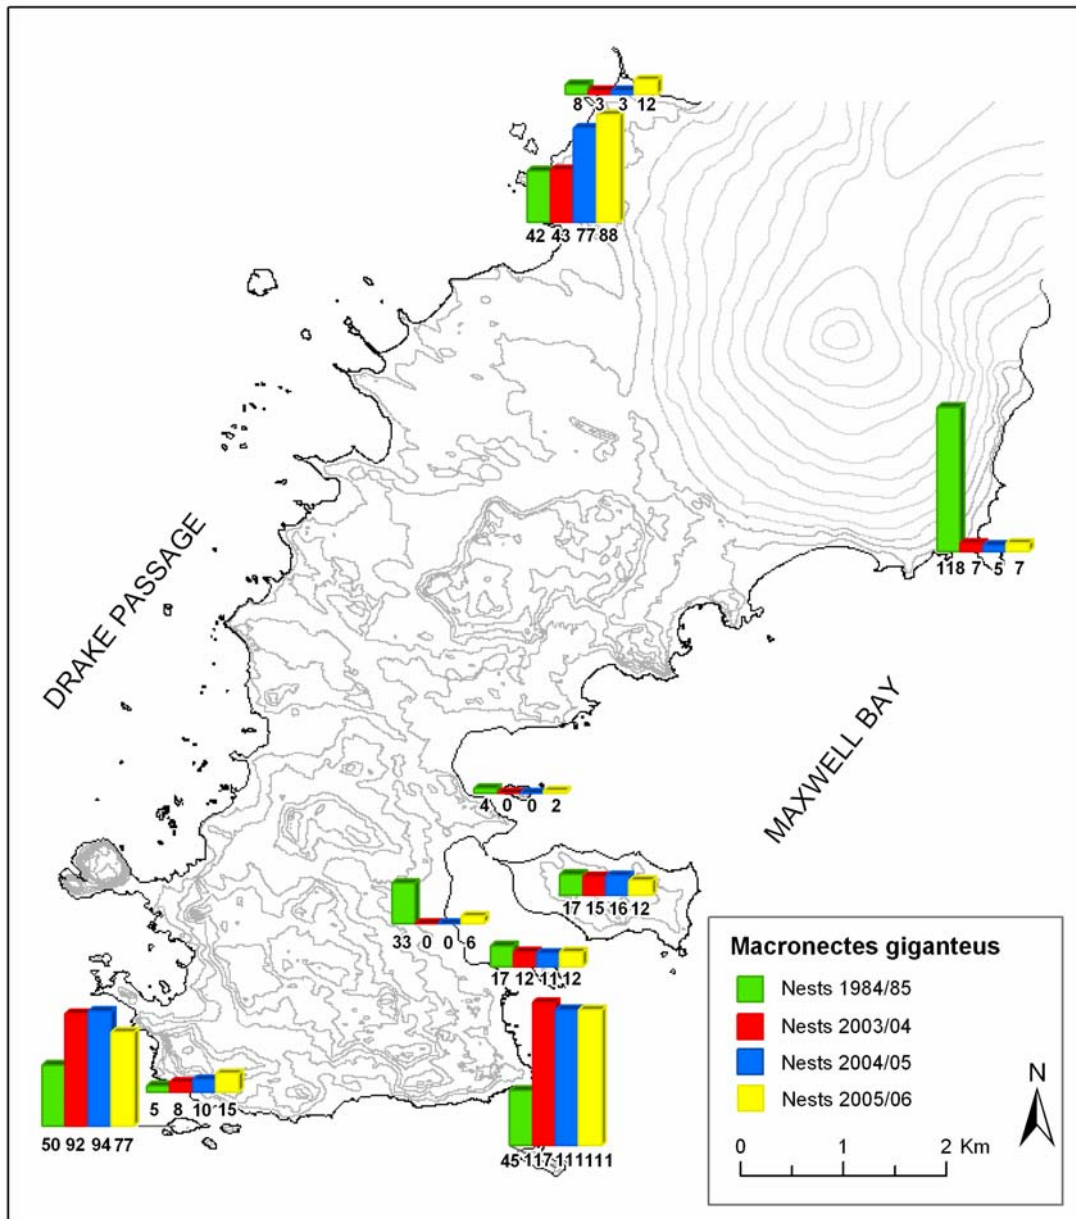 8 3 3 12
42 43 77 88
118 7 5 7
DRAKE PASSAGE
MAXWELL BAY
4 0 0 2
17 15 16 12
33 0 0 6
17 12 11 12
50 92 94 77
5 8 10 15
45 117 111 111
Macronectes giganteus
Nests 1984/85
Nests 2003/04
Nests 2004/05
Nests 2005/06
N
0 1 2 Km